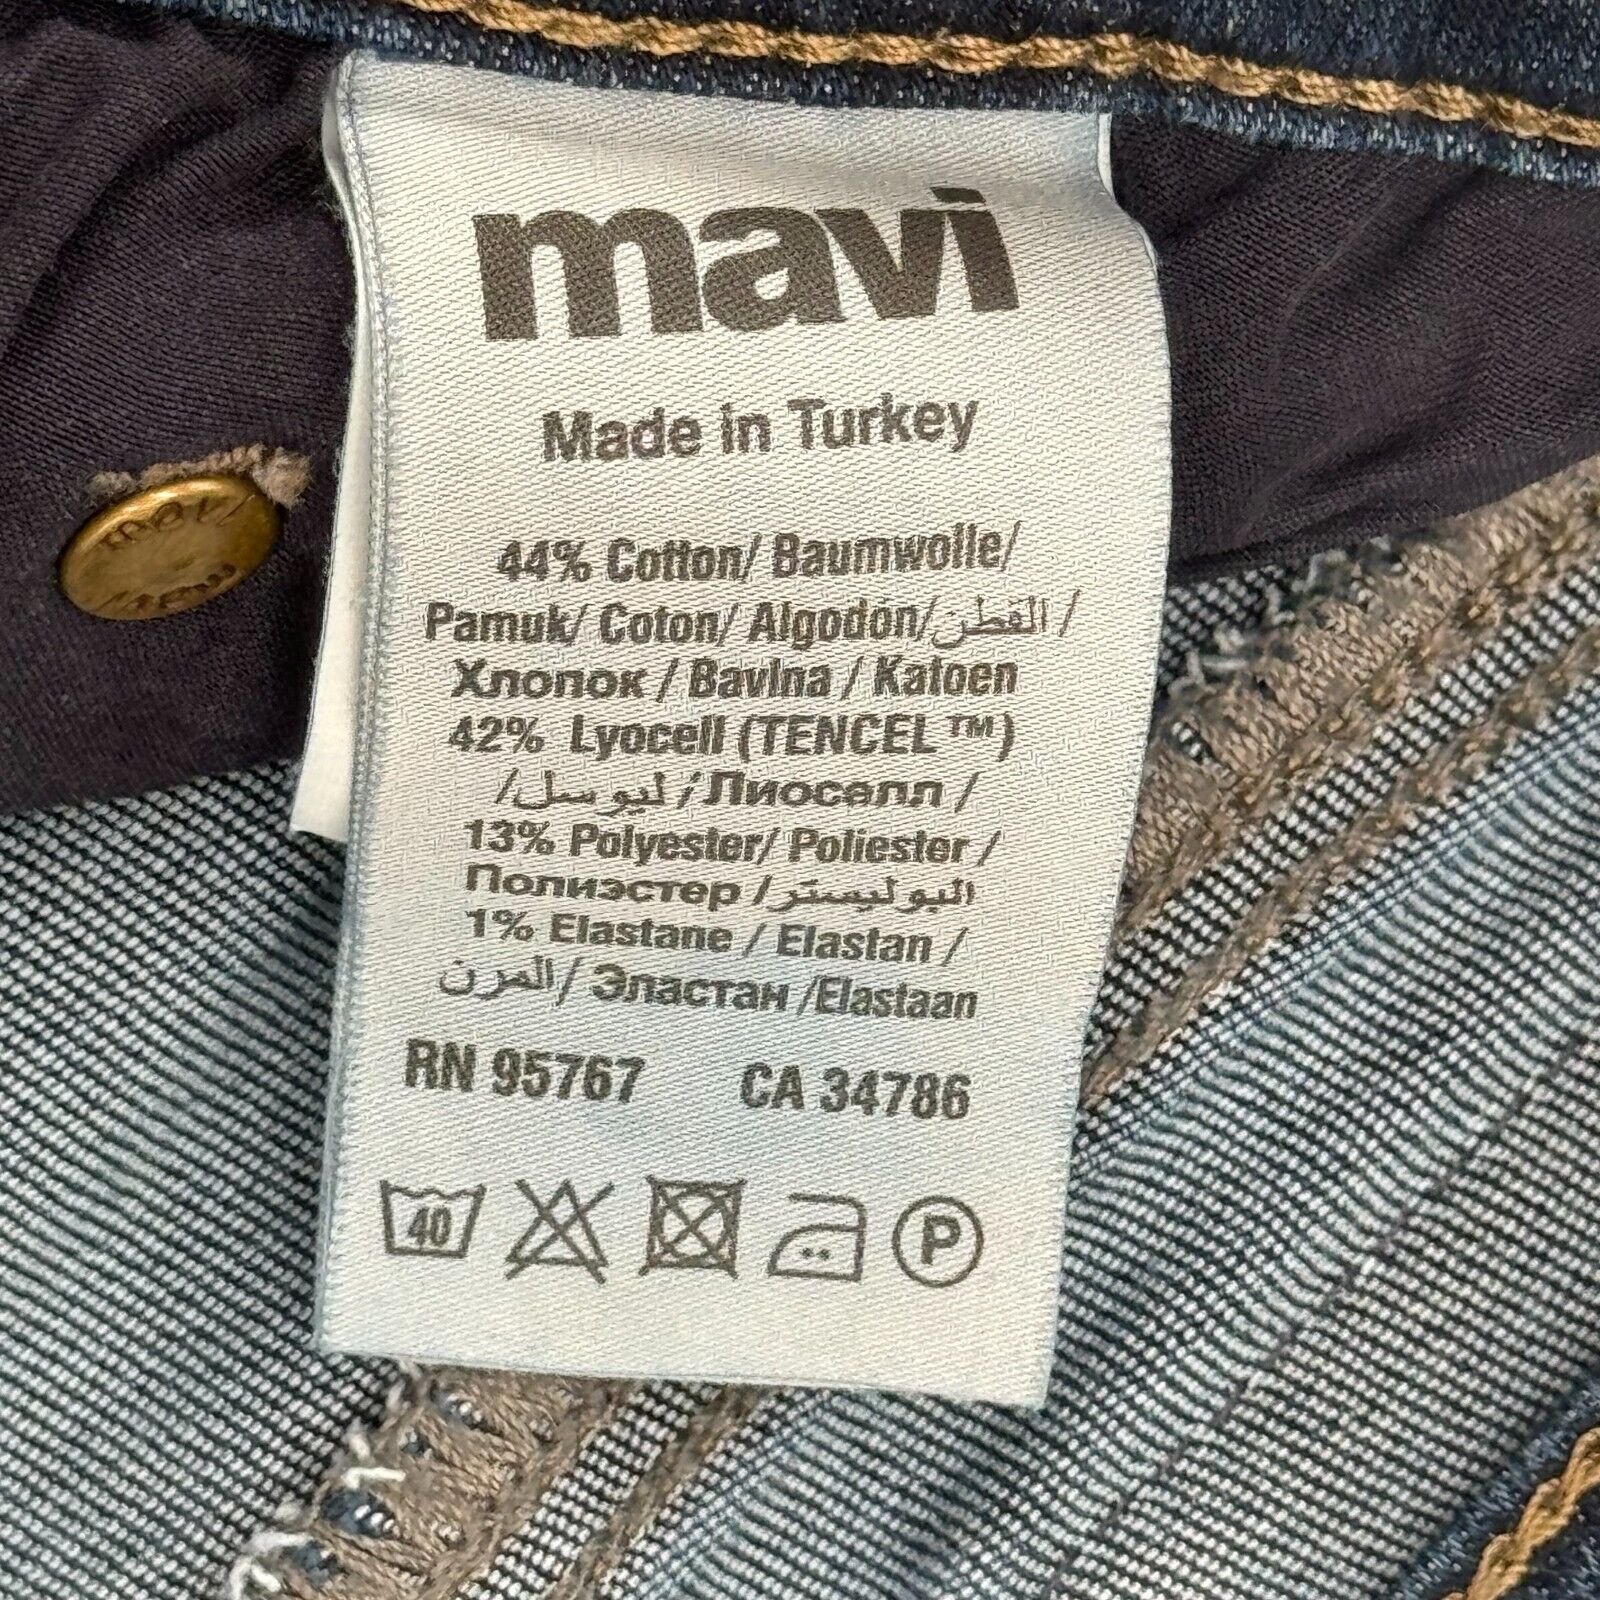 mavi
Made in Turkey
44% Cotton/ Baumwolle/
Pamuk/ Coton/ Algodón/القطن /
Хлопок / Bavlna / Katoen
42% Lyocell (TENCEL™)
/ليوسل / Лиоселл /
13% Polyester/ Poliester /
Полиэстер /البوليستر
1% Elastane / Elastan /
المرن/ Эластан /Elastaan
RN 95767 CA 34786
40 P
mavi